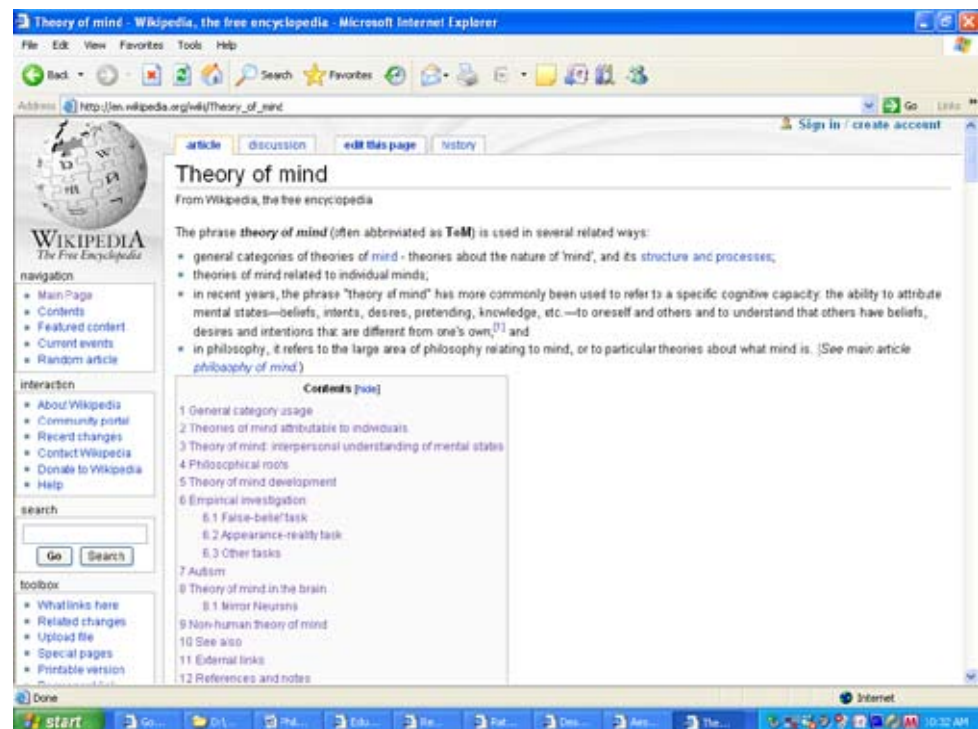 Theory of mind - Wikipedia, the free encyclopedia - Microsoft Internet Explorer
File Edit View Favorites Tools Help
Back Search Favorites
Address http://en.wikipedia.org/wiki/Theory_of_mind Go Links »
Sign in / create account
article discussion edit this page history
Theory of mind
From Wikipedia, the free encyclopedia
The phrase theory of mind (often abbreviated as ToM) is used in several related ways:
general categories of theories of mind - theories about the nature of 'mind', and its structure and processes;
theories of mind related to individual minds;
in recent years, the phrase "theory of mind" has more commonly been used to refer to a specific cognitive capacity: the ability to attribute
mental states—beliefs, intents, desires, pretending, knowledge, etc.—to oneself and others and to understand that others have beliefs,
desires and intentions that are different from one's own;[1] and
in philosophy, it refers to the large area of philosophy relating to mind, or to particular theories about what mind is. (See main article
philosophy of mind.)
Contents [hide]
1 General category usage
2 Theories of mind attributable to individuals
3 Theory of mind: interpersonal understanding of mental states
4 Philosophical roots
5 Theory of mind development
6 Empirical investigation
6.1 False-belief task
6.2 Appearance-reality task
6.3 Other tasks
7 Autism
8 Theory of mind in the brain
8.1 Mirror Neurons
9 Non-human theory of mind
10 See also
11 External links
12 References and notes
WIKIPEDIA
The Free Encyclopedia
navigation
Main Page
Contents
Featured content
Current events
Random article
interaction
About Wikipedia
Community portal
Recent changes
Contact Wikipedia
Donate to Wikipedia
Help
search
Go Search
toolbox
What links here
Related changes
Upload file
Special pages
Printable version
Done Internet
start Go... D:\... Phil... Edu... Re... Pat... Des... Aes... The... 10:32 AM